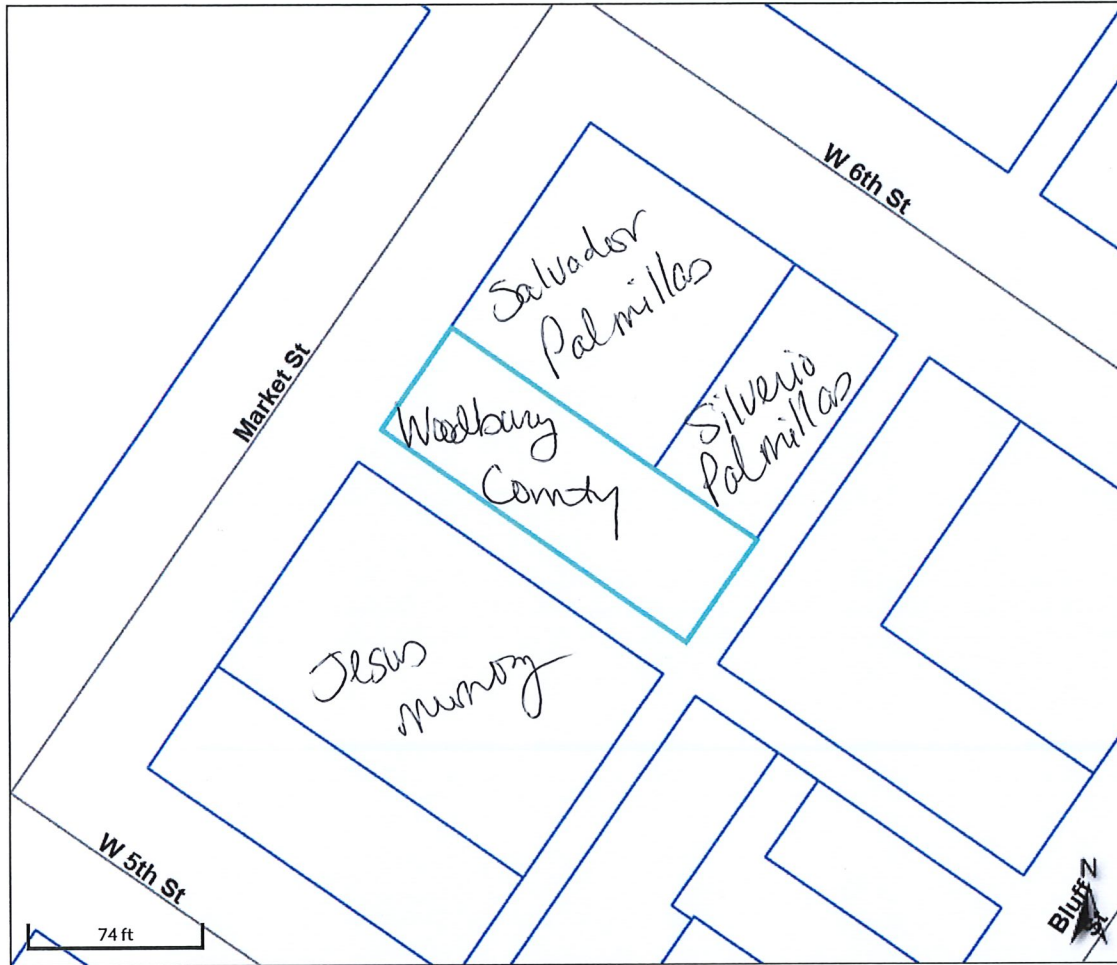 W 6th St
Salvador
Palmillas
Market St
Silverio
Palmillas
Woodbury
County
Jesus
Munoz
W 5th St
74 ft
N
Bluff St